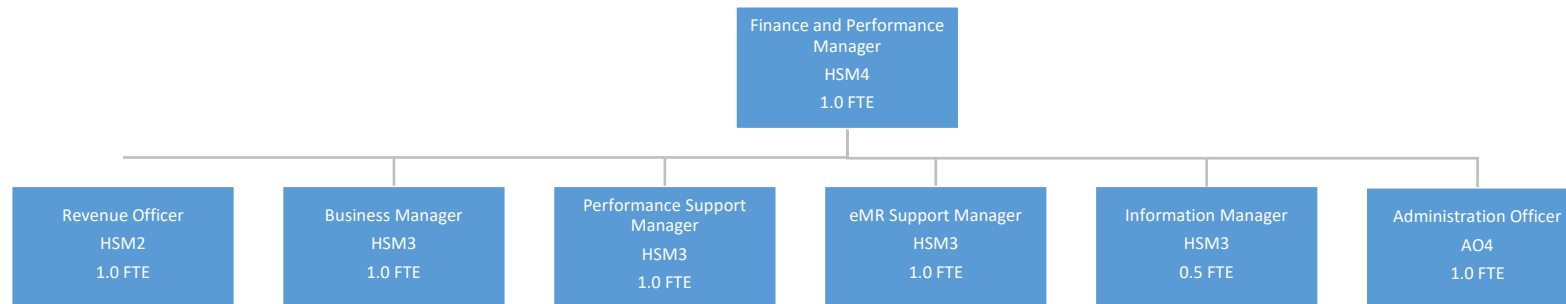 Finance and Performance
Manager
HSM4
1.0 FTE
Revenue Officer
HSM2
1.0 FTE
Business Manager
HSM3
1.0 FTE
Performance Support
Manager
HSM3
1.0 FTE
eMR Support Manager
HSM3
1.0 FTE
Information Manager
HSM3
0.5 FTE
Administration Officer
AO4
1.0 FTE